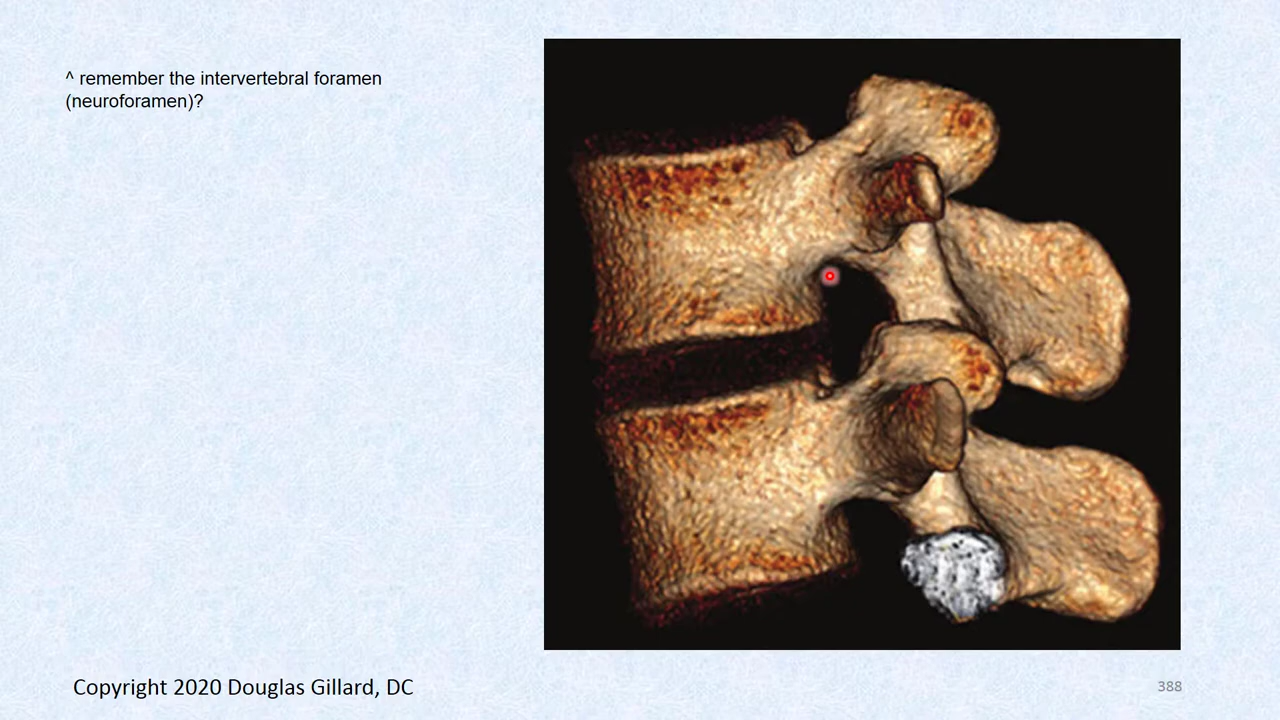 ^ remember the intervertebral foramen
(neuroforamen)?
Copyright 2020 Douglas Gillard, DC
388